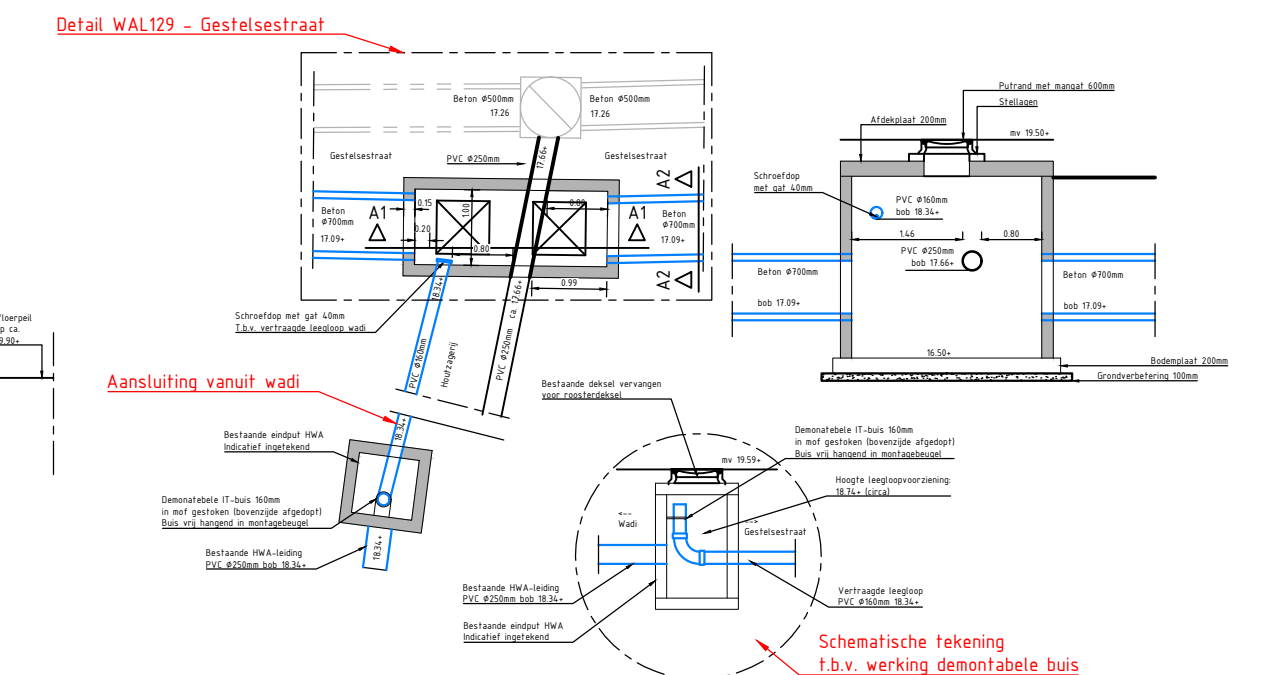 Detail WAL129 - Gestelsestraat
Beton Ø500mm
17.26
Beton Ø500mm
17.26
Gestelsestraat
PVC Ø250mm
17.66+
Gestelsestraat
A2
Beton
Ø700mm
17.09+
A1
0.15
0.20
1.00
0.80
0.80
A1
Beton
Ø700mm
17.09+
A2
0.99
18.34+
Schroefdop met gat 40mm
T.b.v. vertraagde leegloop wadi
PVC Ø160mm
Houtzagerij
PVC Ø250mm ca. 17.66+
loerpeil
p ca.
9.90+
Aansluiting vanuit wadi
18.34+
Bestaande eindput HWA
Indicatief ingetekend
Demonatebele IT-buis 160mm
in mof gestoken (bovenzijde afgedopt)
Buis vrij hangend in montagebeugel
Bestaande HWA-leiding
PVC Ø250mm bob 18.34+
18.34+
Putrand met mangat 600mm
Stellagen
Afdekplaat 200mm
mv 19.50+
Schroefdop
met gat 40mm
PVC Ø160mm
bob 18.34+
1.46
0.80
PVC Ø250mm
bob 17.66+
Beton Ø700mm
bob 17.09+
Beton Ø700mm
bob 17.09+
16.50+
Bodemplaat 200mm
Grondverbetering 100mm
Bestaande deksel vervangen
voor roosterdeksel
Demonatebele IT-buis 160mm
in mof gestoken (bovenzijde afgedopt)
Buis vrij hangend in montagebeugel
mv 19.59+
Hoogte leegloopvoorziening:
18.74+ (circa)
<--
Wadi
-->
Gestelsestraat
Bestaande HWA-leiding
PVC Ø250mm bob 18.34+
Vertraagde leegloop
PVC Ø160mm 18.34+
Bestaande eindput HWA
Indicatief ingetekend
Schematische tekening
t.b.v. werking demontabele buis